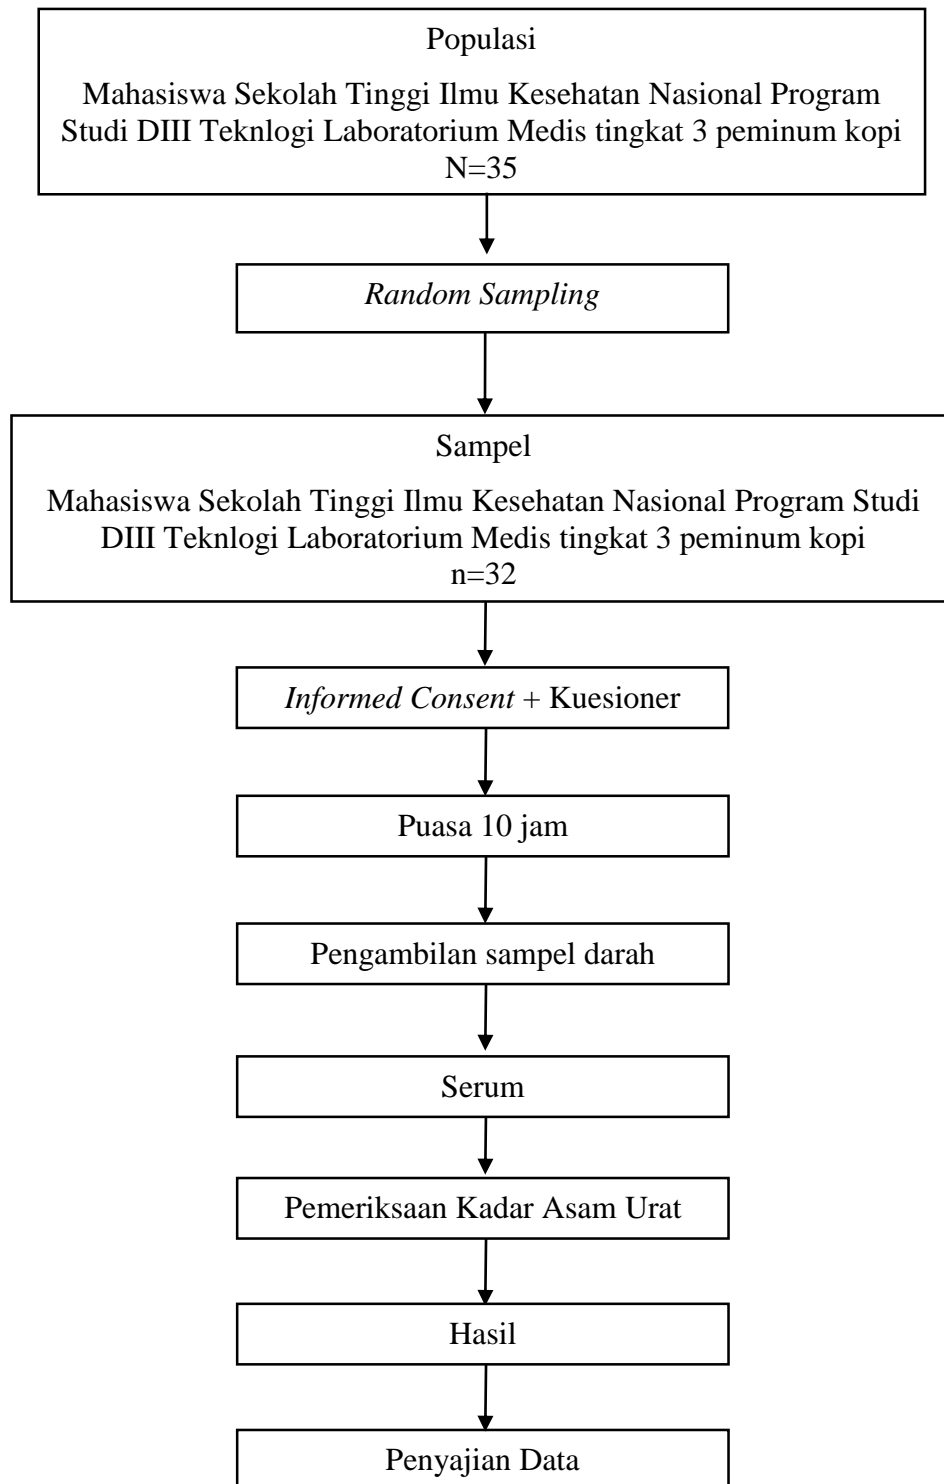 Populasi
Mahasiswa Sekolah Tinggi Ilmu Kesehatan Nasional Program
Studi DIII Teknlogi Laboratorium Medis tingkat 3 peminum kopi
N=35
Random Sampling
Sampel
Mahasiswa Sekolah Tinggi Ilmu Kesehatan Nasional Program Studi
DIII Teknlogi Laboratorium Medis tingkat 3 peminum kopi
n=32
Informed Consent + Kuesioner
Puasa 10 jam
Pengambilan sampel darah
Serum
Pemeriksaan Kadar Asam Urat
Hasil
Penyajian Data